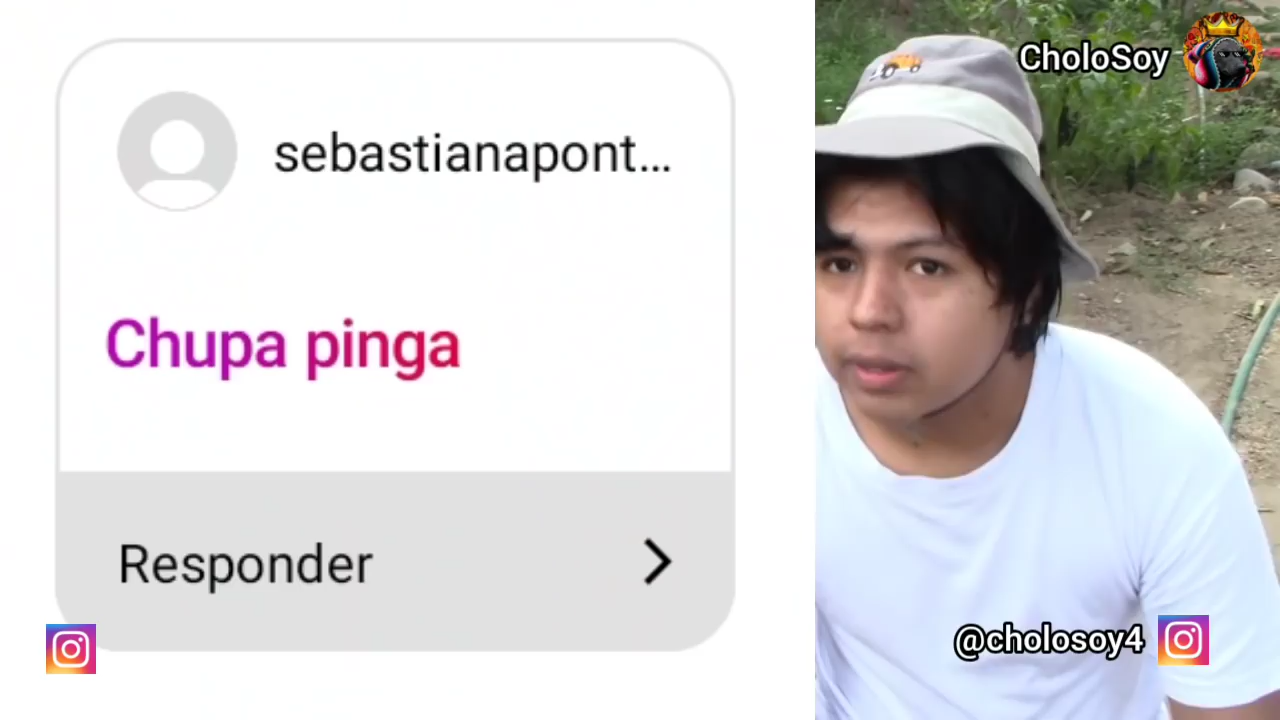 sebastianapont...
Chupa pinga
Responder
CholoSoy
@cholosoy4